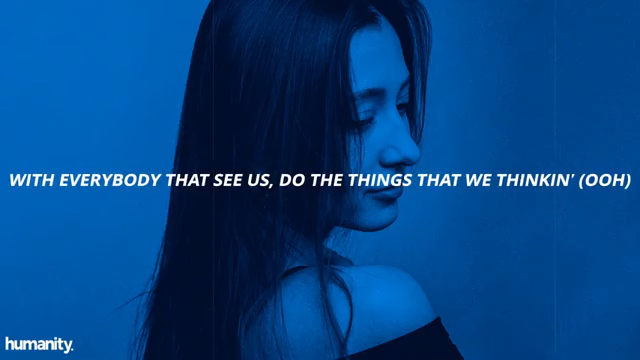 WITH EVERYBODY THAT SEE US, DO THE THINGS THAT WE THINKIN' (OOH)
humanity.